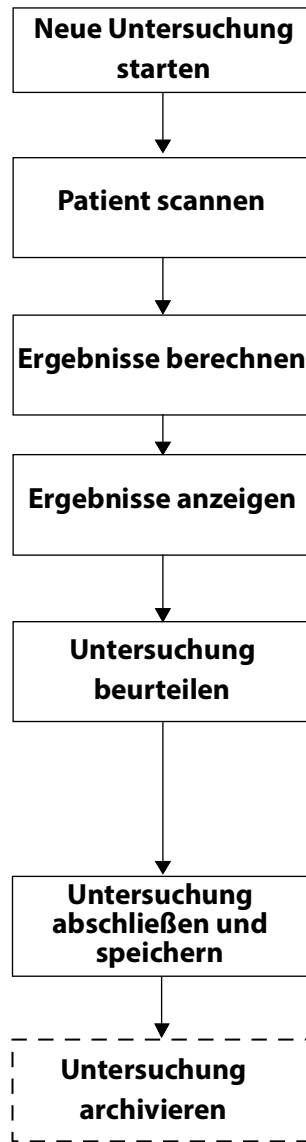 Neue Untersuchung
starten
Patient scannen
Ergebnisse berechnen
Ergebnisse anzeigen
Untersuchung
beurteilen
Untersuchung
abschließen und
speichern
Untersuchung
archivieren